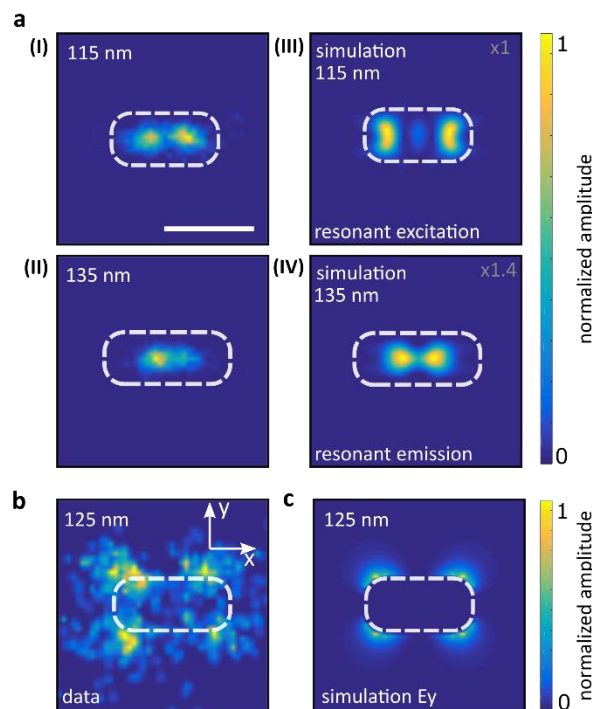 a
(I)
115 nm
(III)
simulation
x1
115 nm
resonant excitation
1
(II)
135 nm
(IV)
simulation
x1.4
135 nm
resonant emission
normalized amplitude
0
b
125 nm
y
x
data
c
125 nm
simulation Ey
1
normalized amplitude
0